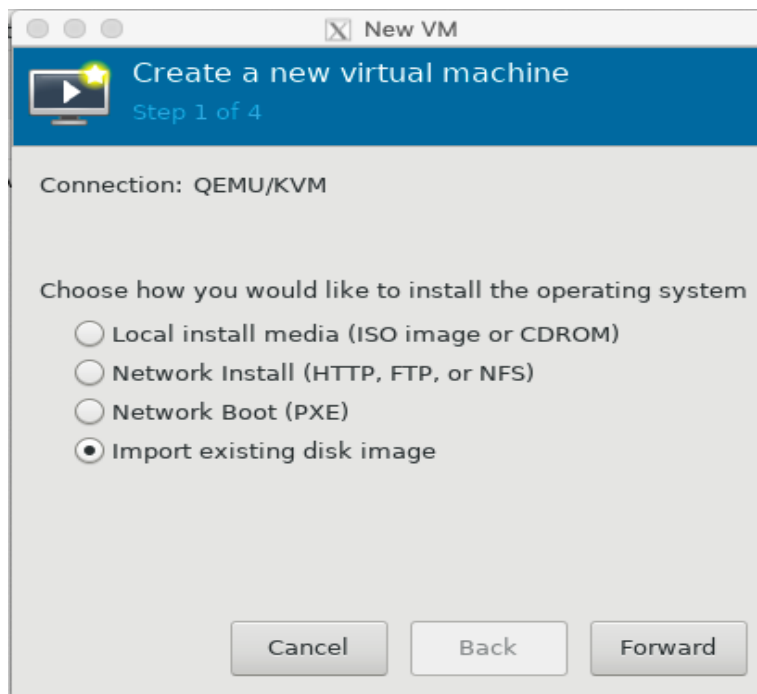 New VM
Create a new virtual machine
Step 1 of 4
Connection: QEMU/KVM
Choose how you would like to install the operating system
Local install media (ISO image or CDROM)
Network Install (HTTP, FTP, or NFS)
Network Boot (PXE)
Import existing disk image
Cancel Back Forward